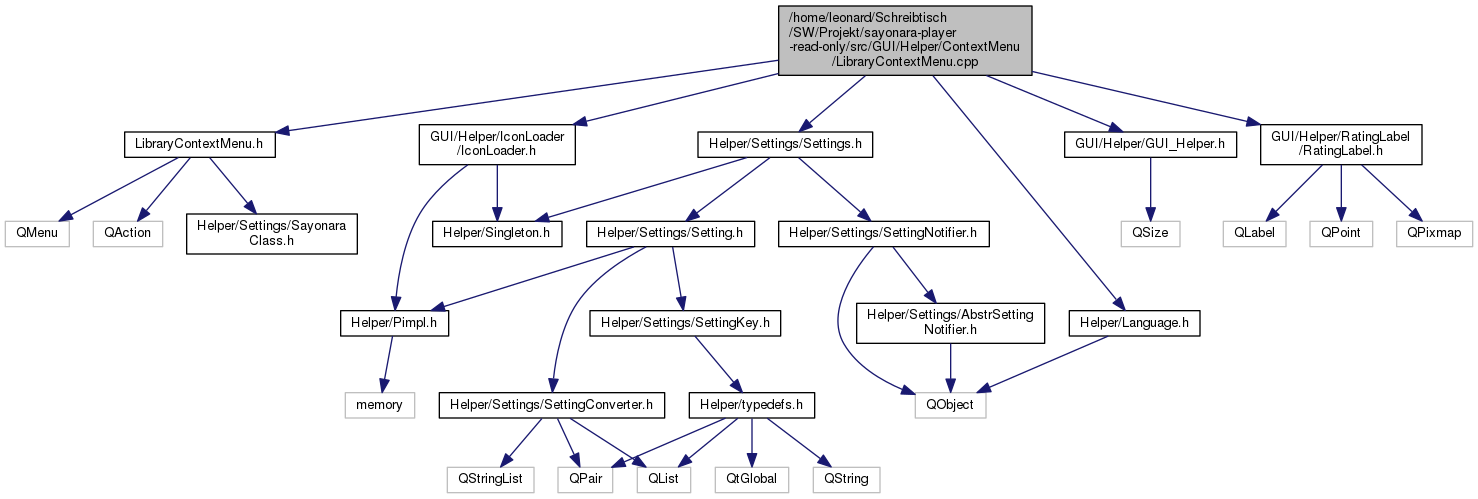 /home/leonard/Schreibtisch
/SW/Projekt/sayonara-player
-read-only/src/GUI/Helper/ContextMenu
/LibraryContextMenu.cpp
LibraryContextMenu.h
GUI/Helper/IconLoader
/IconLoader.h
Helper/Settings/Settings.h
GUI/Helper/GUI_Helper.h
GUI/Helper/RatingLabel
/RatingLabel.h
QMenu
QAction
Helper/Settings/Sayonara
Class.h
Helper/Singleton.h
Helper/Settings/Setting.h
Helper/Settings/SettingNotifier.h
QSize
QLabel
QPoint
QPixmap
Helper/Pimpl.h
Helper/Settings/SettingKey.h
Helper/Settings/AbstrSetting
Notifier.h
Helper/Language.h
memory
Helper/Settings/SettingConverter.h
Helper/typedefs.h
QObject
QStringList
QPair
QList
QtGlobal
QString